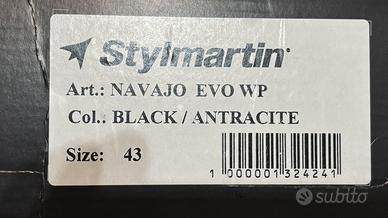 Stylmartin®
Art.: NAVAJO EVO WP
Col.. BLACK / ANTRACITE
Size: 43
1 000001 324241
subito